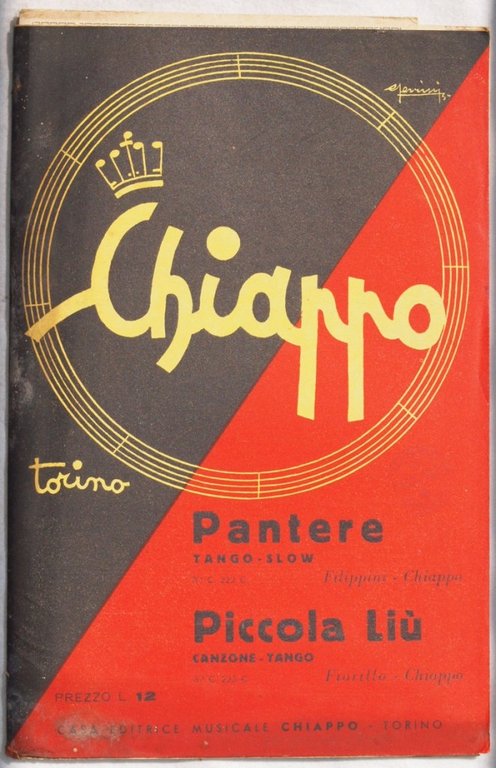 Chiappo
torino
Pantere
TANGO - SLOW
Filippini - Chiappo
Piccola Liù
CANZONE - TANGO
Fiorillo - Chiappo
PREZZO L. 12
CASA EDITRICE MUSICALE CHIAPPO - TORINO